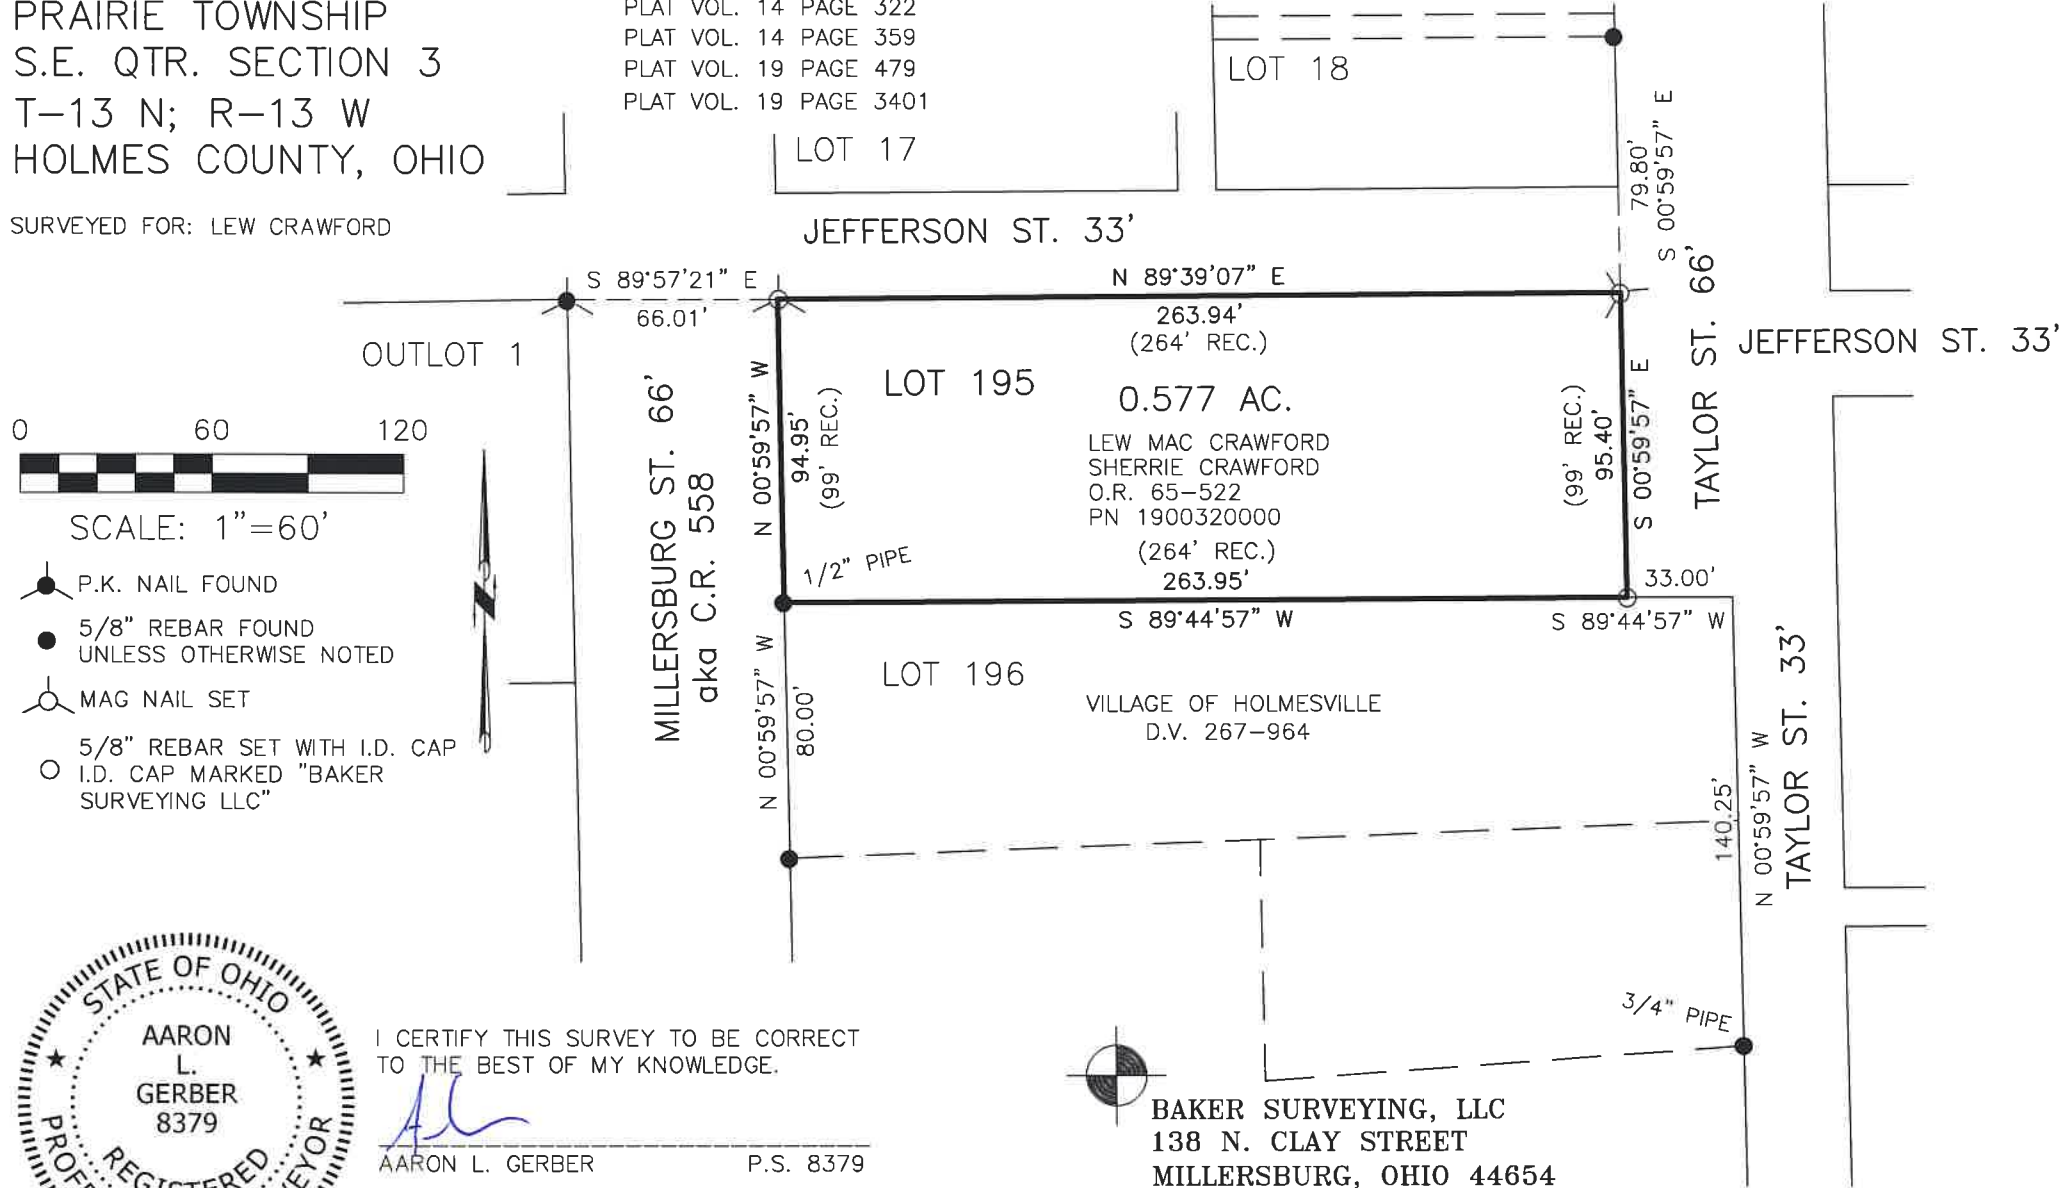 PRAIRIE TOWNSHIP
S.E. QTR. SECTION 3
T-13 N; R-13 W
HOLMES COUNTY, OHIO
SURVEYED FOR: LEW CRAWFORD
PLAT VOL. 14 PAGE 322
PLAT VOL. 14 PAGE 359
PLAT VOL. 19 PAGE 479
PLAT VOL. 19 PAGE 3401
LOT 17
LOT 18
79.80'
S 00°59'57" E
JEFFERSON ST. 33'
S 89°57'21" E
66.01'
N 89°39'07" E
263.94'
(264' REC.)
OUTLOT 1
MILLERSBURG ST. 66'
aka C.R. 558
N 00°59'57" W
94.95'
(99' REC.)
LOT 195
0.577 AC.
LEW MAC CRAWFORD
SHERRIE CRAWFORD
O.R. 65-522
PN 1900320000
(264' REC.)
263.95'
S 89°44'57" W
1/2" PIPE
(99' REC.)
95.40'
S 00°59'57" E
TAYLOR ST. 66'
JEFFERSON ST. 33'
33.00'
S 89°44'57" W
0 60 120
SCALE: 1"=60'
P.K. NAIL FOUND
5/8" REBAR FOUND
UNLESS OTHERWISE NOTED
MAG NAIL SET
5/8" REBAR SET WITH I.D. CAP
I.D. CAP MARKED "BAKER
SURVEYING LLC"
N
N 00°59'57" W
80.00'
LOT 196
VILLAGE OF HOLMESVILLE
D.V. 267-964
140.25'
N 00°59'57" W
TAYLOR ST. 33'
3/4" PIPE
STATE OF OHIO
AARON
L.
GERBER
8379
REGISTERED
I CERTIFY THIS SURVEY TO BE CORRECT
TO THE BEST OF MY KNOWLEDGE.
AARON L. GERBER P.S. 8379
BAKER SURVEYING, LLC
138 N. CLAY STREET
MILLERSBURG, OHIO 44654